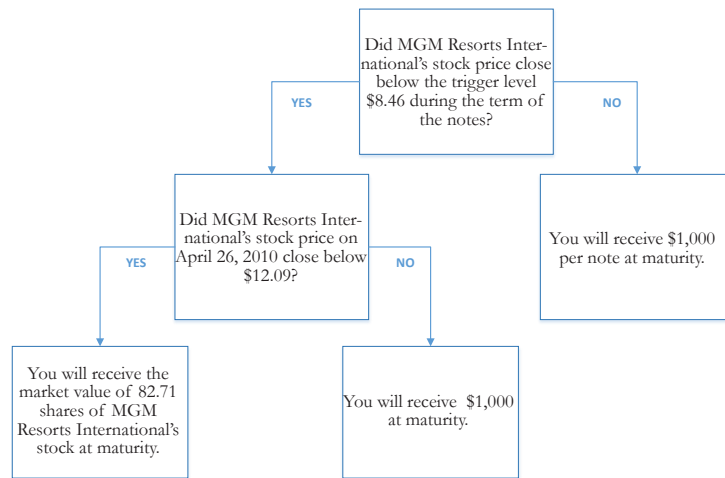 Did MGM Resorts Inter-
national's stock price close
below the trigger level
$8.46 during the term of
the notes?
YES
NO
Did MGM Resorts Inter-
national's stock price on
April 26, 2010 close below
$12.09?
You will receive $1,000
per note at maturity.
YES
NO
You will receive the
market value of 82.71
shares of MGM
Resorts International's
stock at maturity.
You will receive $1,000
at maturity.